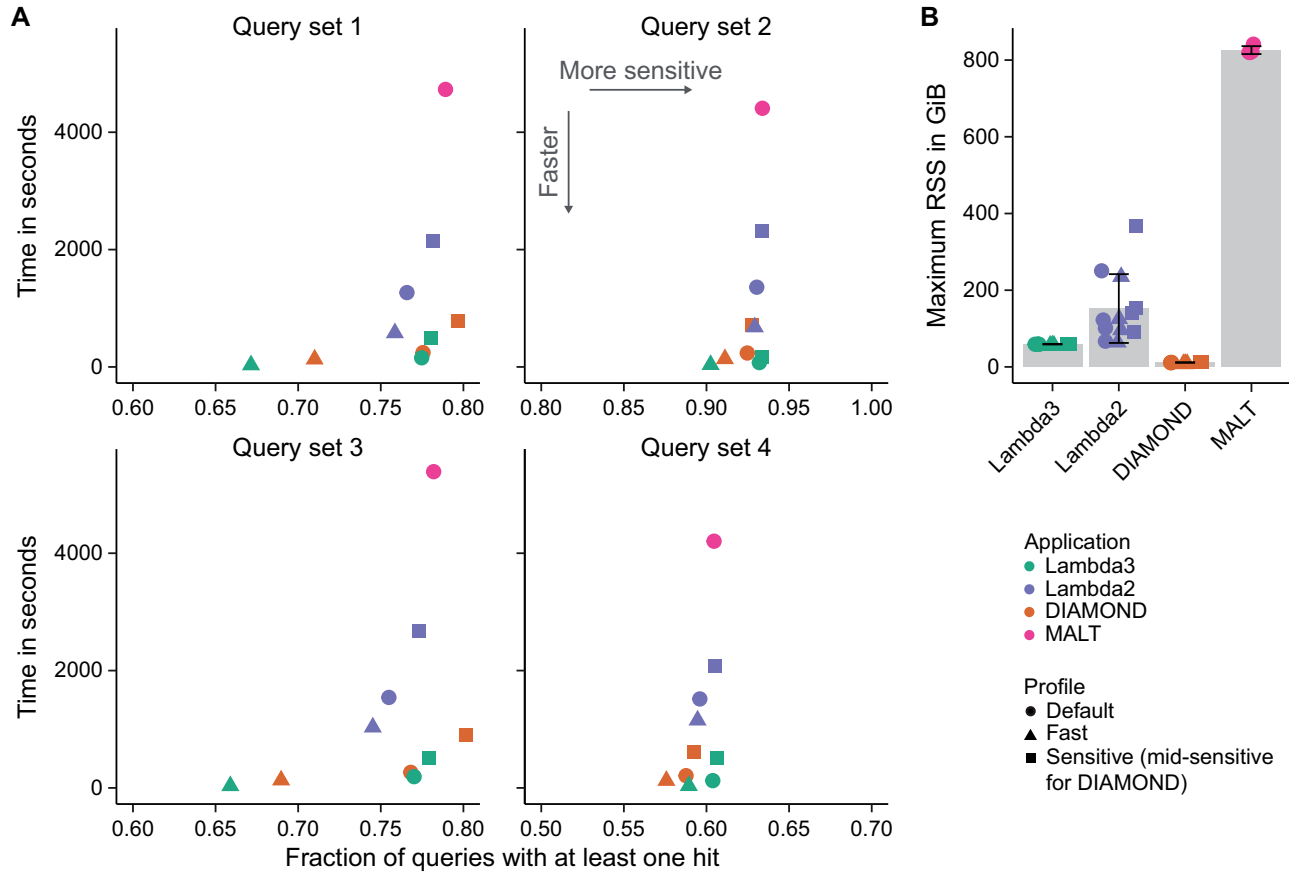 A
Query set 1
Query set 2
Time in seconds
4000
2000
0
0.60 0.65 0.70 0.75 0.80
More sensitive
Faster
0.80 0.85 0.90 0.95 1.00
Query set 3
Query set 4
Time in seconds
4000
2000
0
0.60 0.65 0.70 0.75 0.80
0.50 0.55 0.60 0.65 0.70
Fraction of queries with at least one hit
B
Maximum RSS in GiB
800
600
400
200
0
Lambda3
Lambda2
DIAMOND
MALT
Application
Lambda3
Lambda2
DIAMOND
MALT
Profile
Default
Fast
Sensitive (mid-sensitive
for DIAMOND)